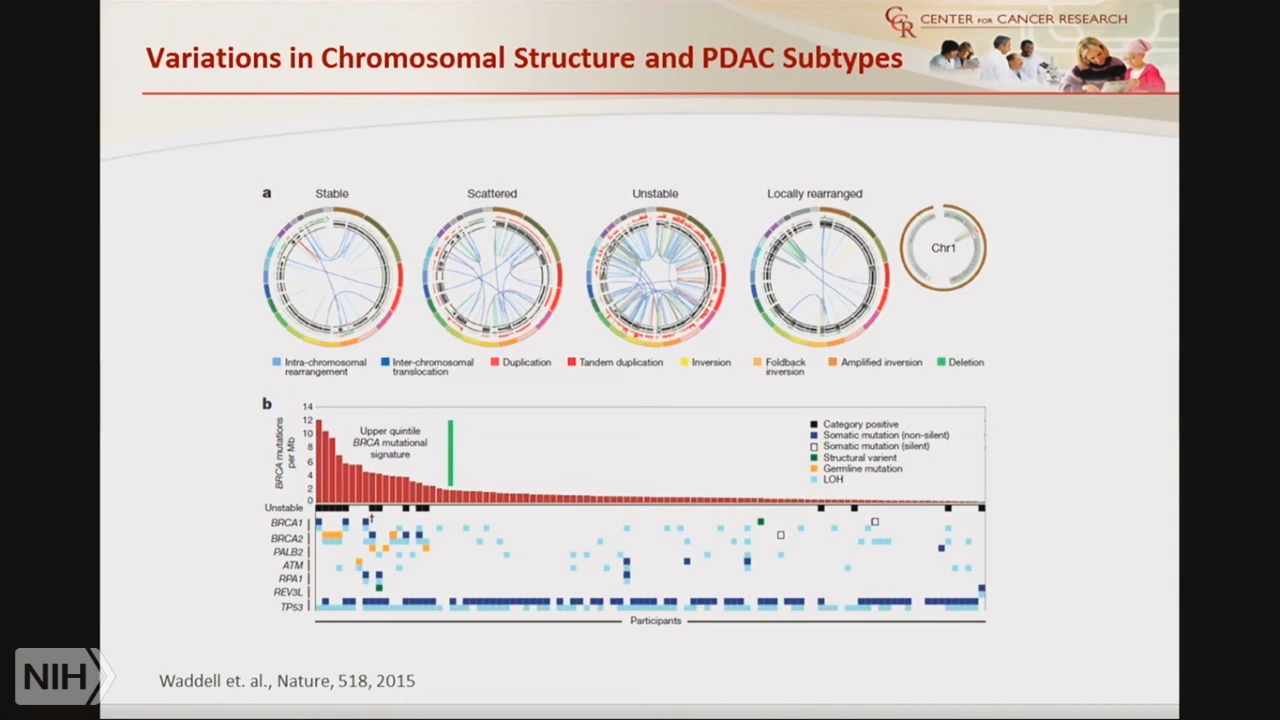 CCR CENTER FOR CANCER RESEARCH
Variations in Chromosomal Structure and PDAC Subtypes
a
Stable
Scattered
Unstable
Locally rearranged
Chr1
Intra-chromosomal rearrangement
Inter-chromosomal translocation
Duplication
Tandem duplication
Inversion
Foldback inversion
Amplified inversion
Deletion
b
BRCA mutations per Mb
14
12
10
8
6
4
2
0
Upper quintile
BRCA mutational
signature
Category positive
Somatic mutation (non-silent)
Somatic mutation (silent)
Structural varient
Germline mutation
LOH
Unstable
†
BRCA1
BRCA2
PALB2
ATM
RPA1
REV3L
TP53
Participants
NIH
Waddell et. al., Nature, 518, 2015